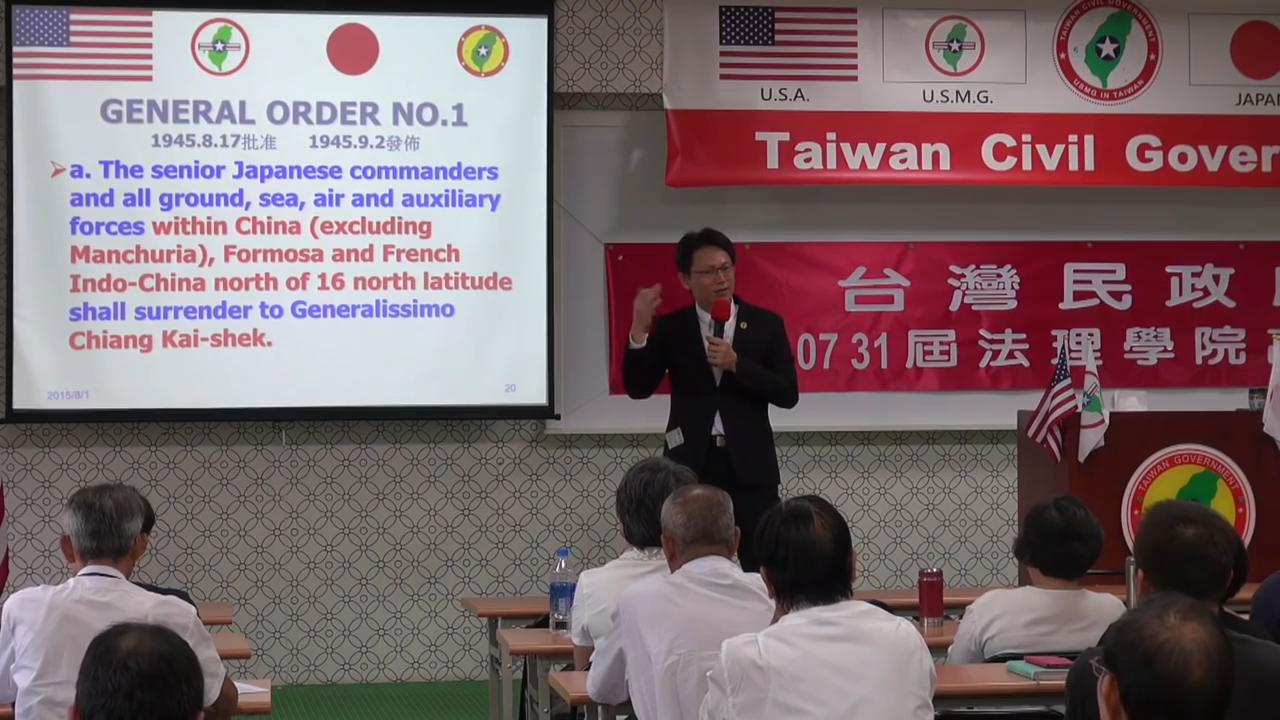 GENERAL ORDER NO.1
1945.8.17批准 1945.9.2發佈
a. The senior Japanese commanders
and all ground, sea, air and auxiliary
forces within China (excluding
Manchuria), Formosa and French
Indo-China north of 16 north latitude
shall surrender to Generalissimo
Chiang Kai-shek.
2015/8/1
20
U.S.A.
U.S.M.G.
TAIWAN CIVIL GOVERNMENT
USMG IN TAIWAN
JAPAN
Taiwan Civil Gover
台灣民政
07 31屆法理學院
TAIWAN GOVERNMENT